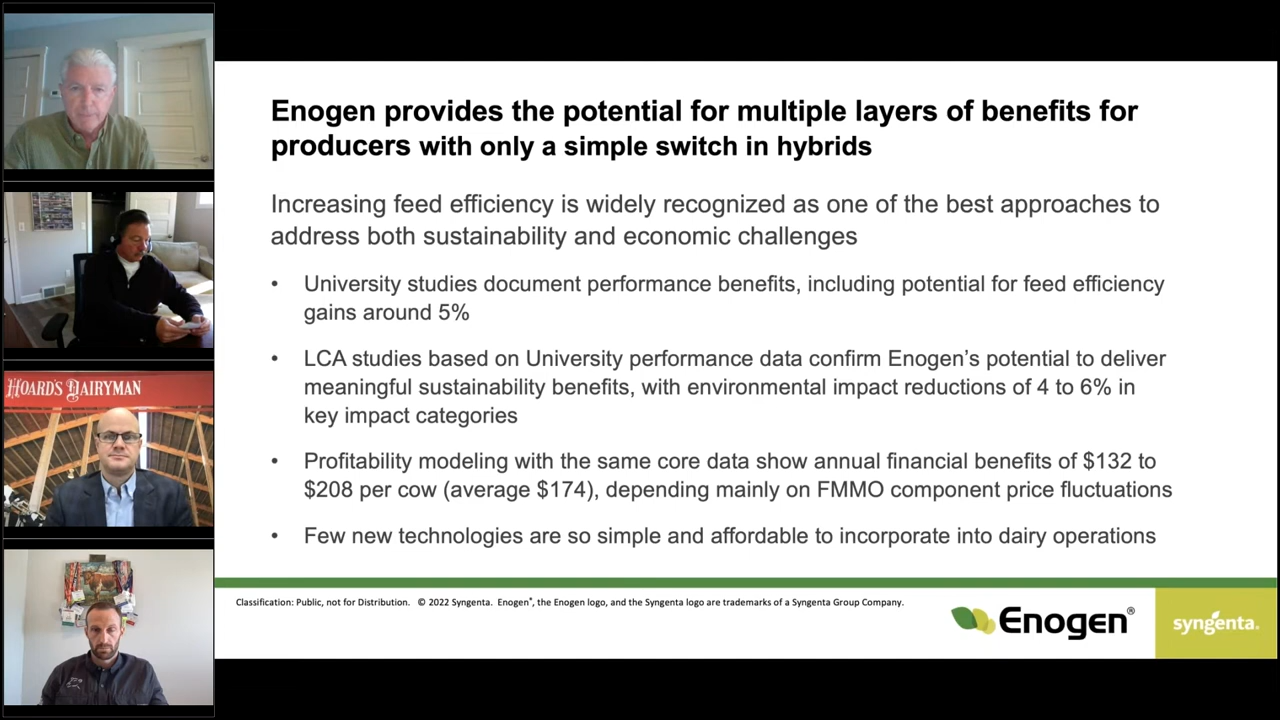 HOARD'S DAIRYMAN
Enogen provides the potential for multiple layers of benefits for
producers with only a simple switch in hybrids
Increasing feed efficiency is widely recognized as one of the best approaches to
address both sustainability and economic challenges
• University studies document performance benefits, including potential for feed efficiency
gains around 5%
• LCA studies based on University performance data confirm Enogen's potential to deliver
meaningful sustainability benefits, with environmental impact reductions of 4 to 6% in
key impact categories
• Profitability modeling with the same core data show annual financial benefits of $132 to
$208 per cow (average $174), depending mainly on FMMO component price fluctuations
• Few new technologies are so simple and affordable to incorporate into dairy operations
Classification: Public, not for Distribution. © 2022 Syngenta. Enogen®, the Enogen logo, and the Syngenta logo are trademarks of a Syngenta Group Company.
Enogen®
syngenta.